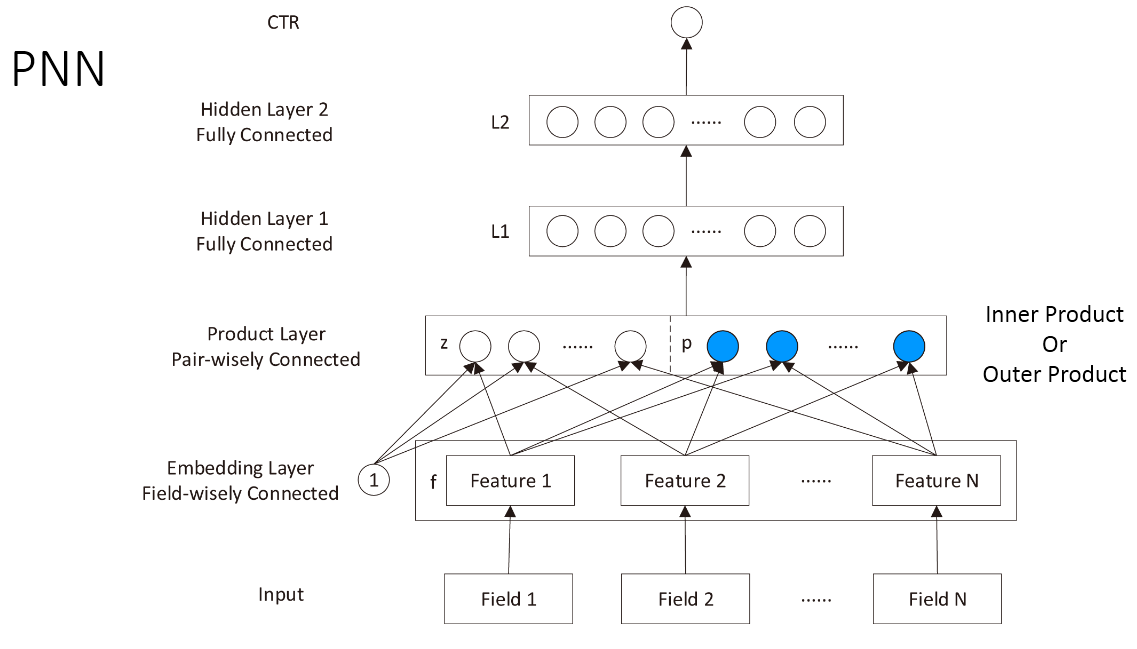 CTR
PNN
Hidden Layer 2
Fully Connected
L2
······
Hidden Layer 1
Fully Connected
L1
······
Product Layer
Pair-wisely Connected
z
······
p
······
Inner Product
Or
Outer Product
Embedding Layer
Field-wisely Connected
1
f
Feature 1
Feature 2
······
Feature N
Input
Field 1
Field 2
······
Field N